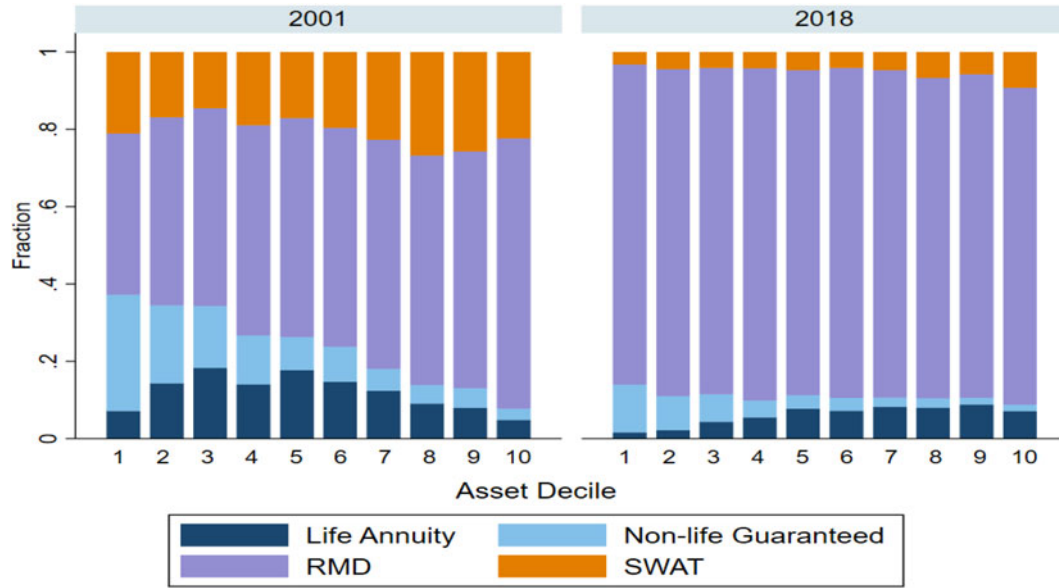 2001 2018
Fraction
1
.8
.6
.4
.2
0
1 2 3 4 5 6 7 8 9 10 1 2 3 4 5 6 7 8 9 10
Asset Decile
Life Annuity Non-life Guaranteed
RMD SWAT